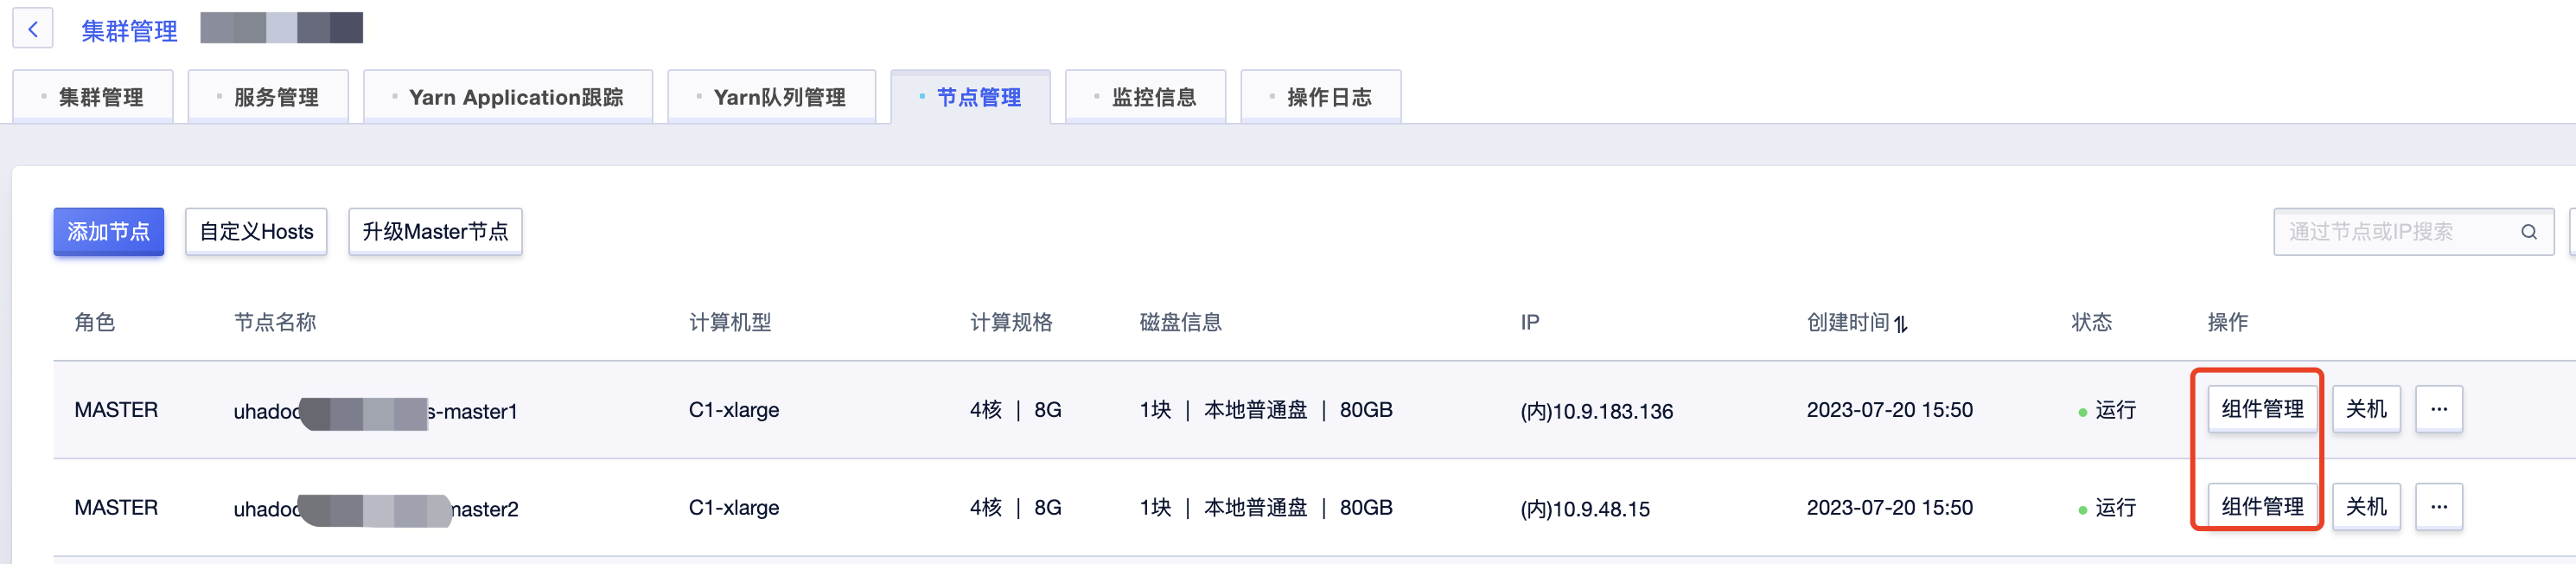 集群管理
集群管理 服务管理 Yarn Application跟踪 Yarn队列管理 节点管理 监控信息 操作日志
添加节点 自定义Hosts 升级Master节点 通过节点或IP搜索
角色 节点名称 计算机型 计算规格 磁盘信息 IP 创建时间 状态 操作
MASTER uhadoo s-master1 C1-xlarge 4核 | 8G 1块 | 本地普通盘 | 80GB (内)10.9.183.136 2023-07-20 15:50 运行 组件管理 关机 ...
MASTER uhadoo master2 C1-xlarge 4核 | 8G 1块 | 本地普通盘 | 80GB (内)10.9.48.15 2023-07-20 15:50 运行 组件管理 关机 ...